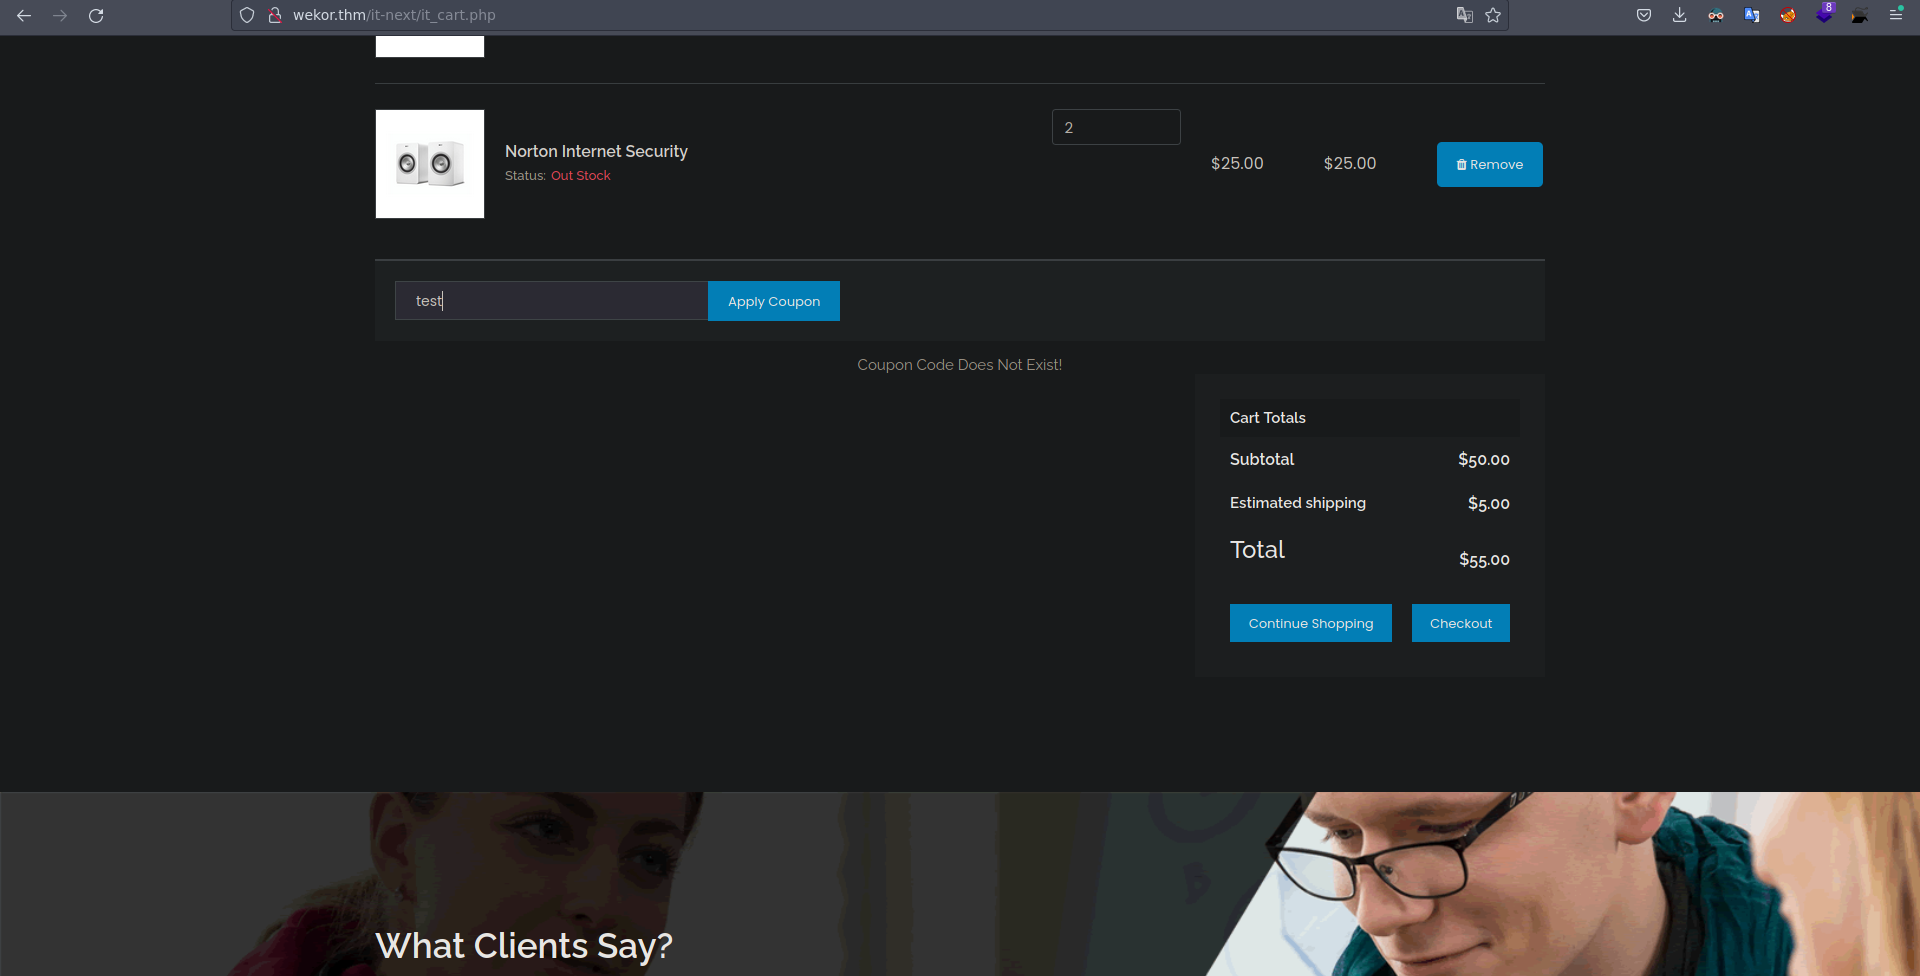 wekor.thm/it-next/it_cart.php
8
2
Norton Internet Security
$25.00
$25.00
Remove
Status: Out Stock
test
Apply Coupon
Coupon Code Does Not Exist!
Cart Totals
Subtotal
$50.00
Estimated shipping
$5.00
Total
$55.00
Continue Shopping
Checkout
What Clients Say?